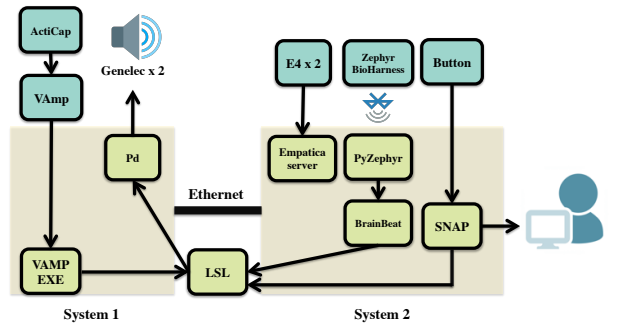 ActiCap
Genelec x 2
VAmp
E4 x 2
Zephyr
BioHarness
Button
Pd
Empatica
server
PyZephyr
Ethernet
BrainBeat
SNAP
VAMP
EXE
LSL
System 1
System 2